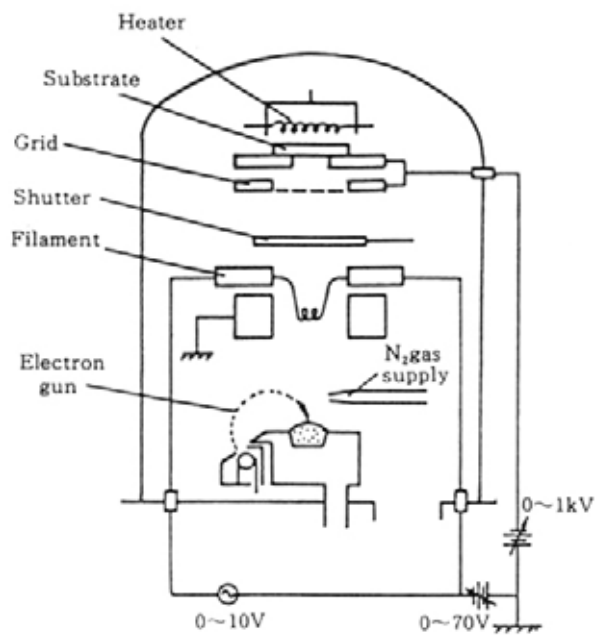 Heater
Substrate
Grid
Shutter
Filament
Electron
gun
N₂gas
supply
0～1kV
0～10V
0～70V